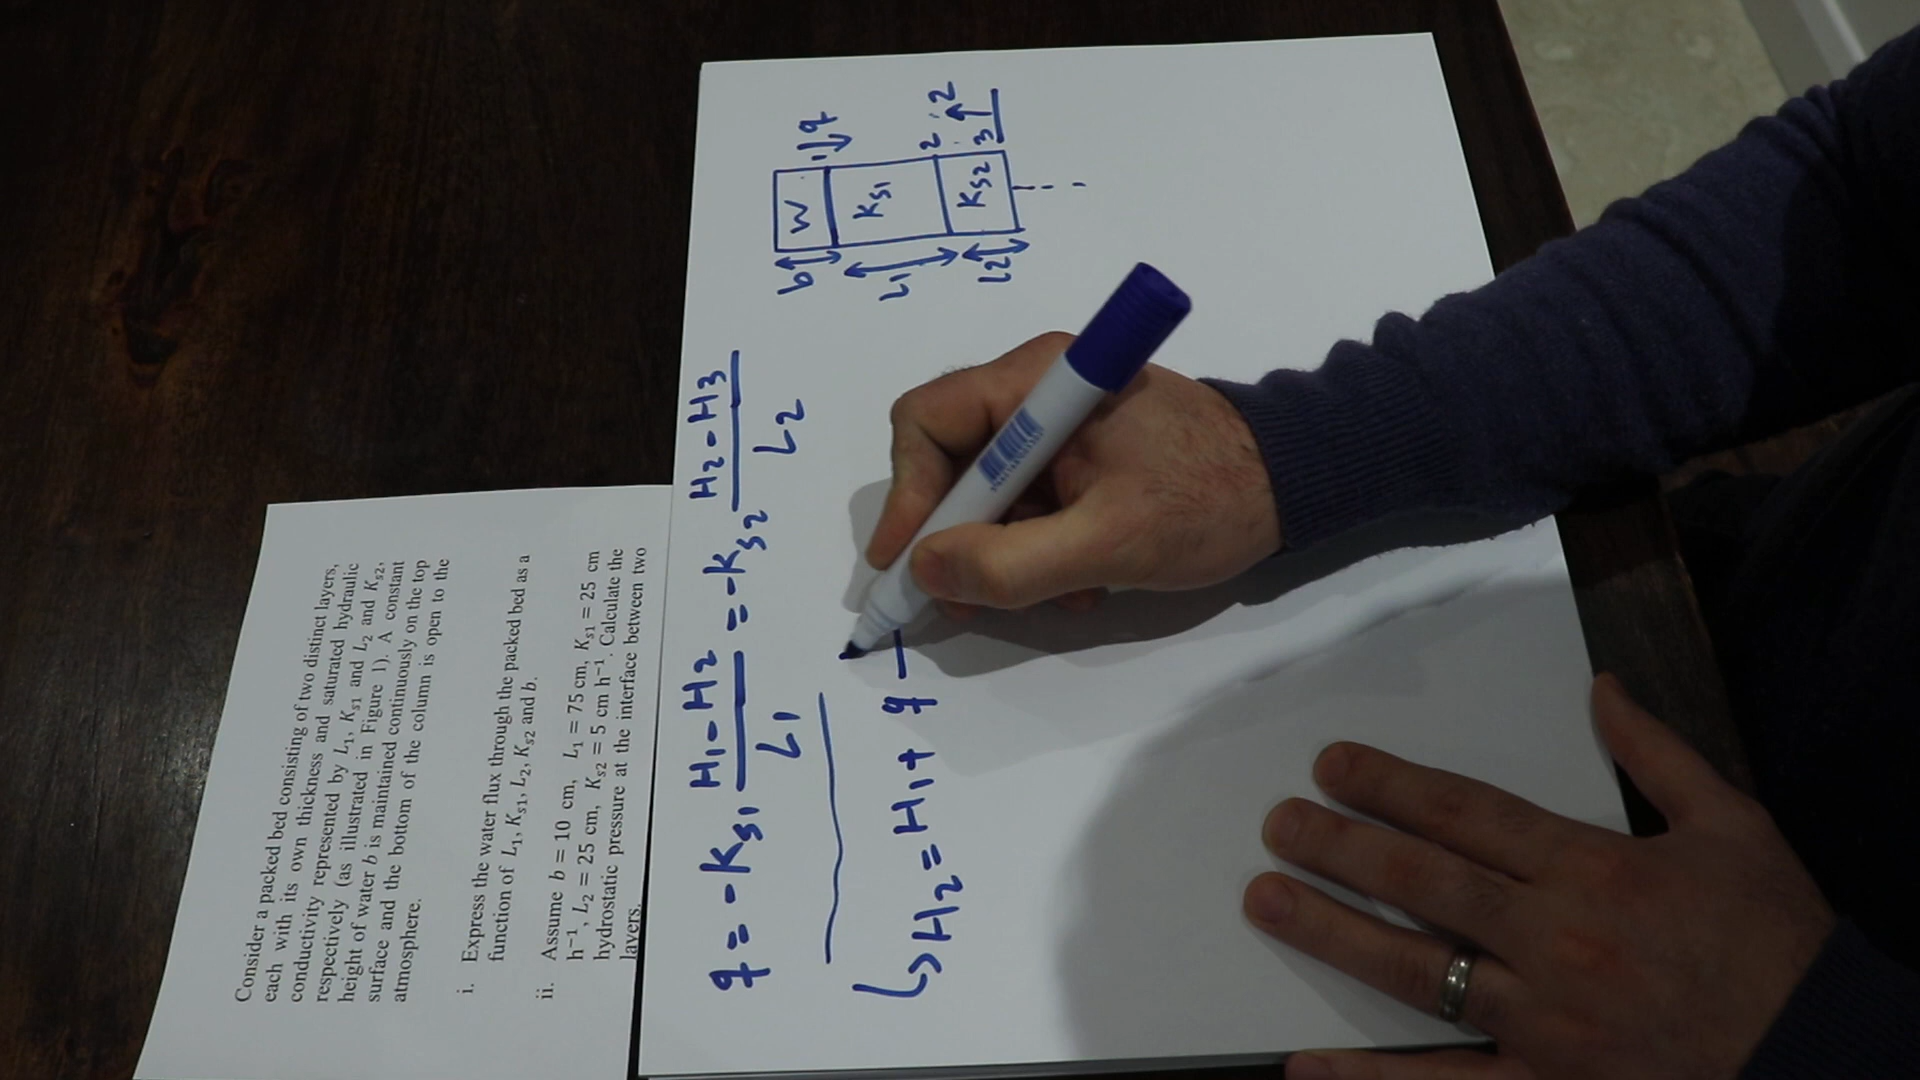 Consider a packed bed consisting of two distinct layers,
each with its own thickness and saturated hydraulic
conductivity represented by L₁, Kₛ₁ and L₂ and Kₛ₂,
respectively (as illustrated in Figure 1). A constant
height of water b is maintained continuously on the top
surface and the bottom of the column is open to the
atmosphere.
i. Express the water flux through the packed bed as a
function of L₁, Kₛ₁, L₂, Kₛ₂ and b.
ii. Assume b = 10 cm, L₁ = 75 cm, Kₛ₁ = 25 cm
h⁻¹, L₂ = 25 cm, Kₛ₂ = 5 cm h⁻¹. Calculate the
hydrostatic pressure at the interface between two
layers.
q = -Ks1 (H1-H2)/L1 = -Ks2 (H2-H3)/L2
↳ H2 = H1 + q
b W 1 ↓ q
L1 Ks1
2
L2 Ks2 3 ↑ z